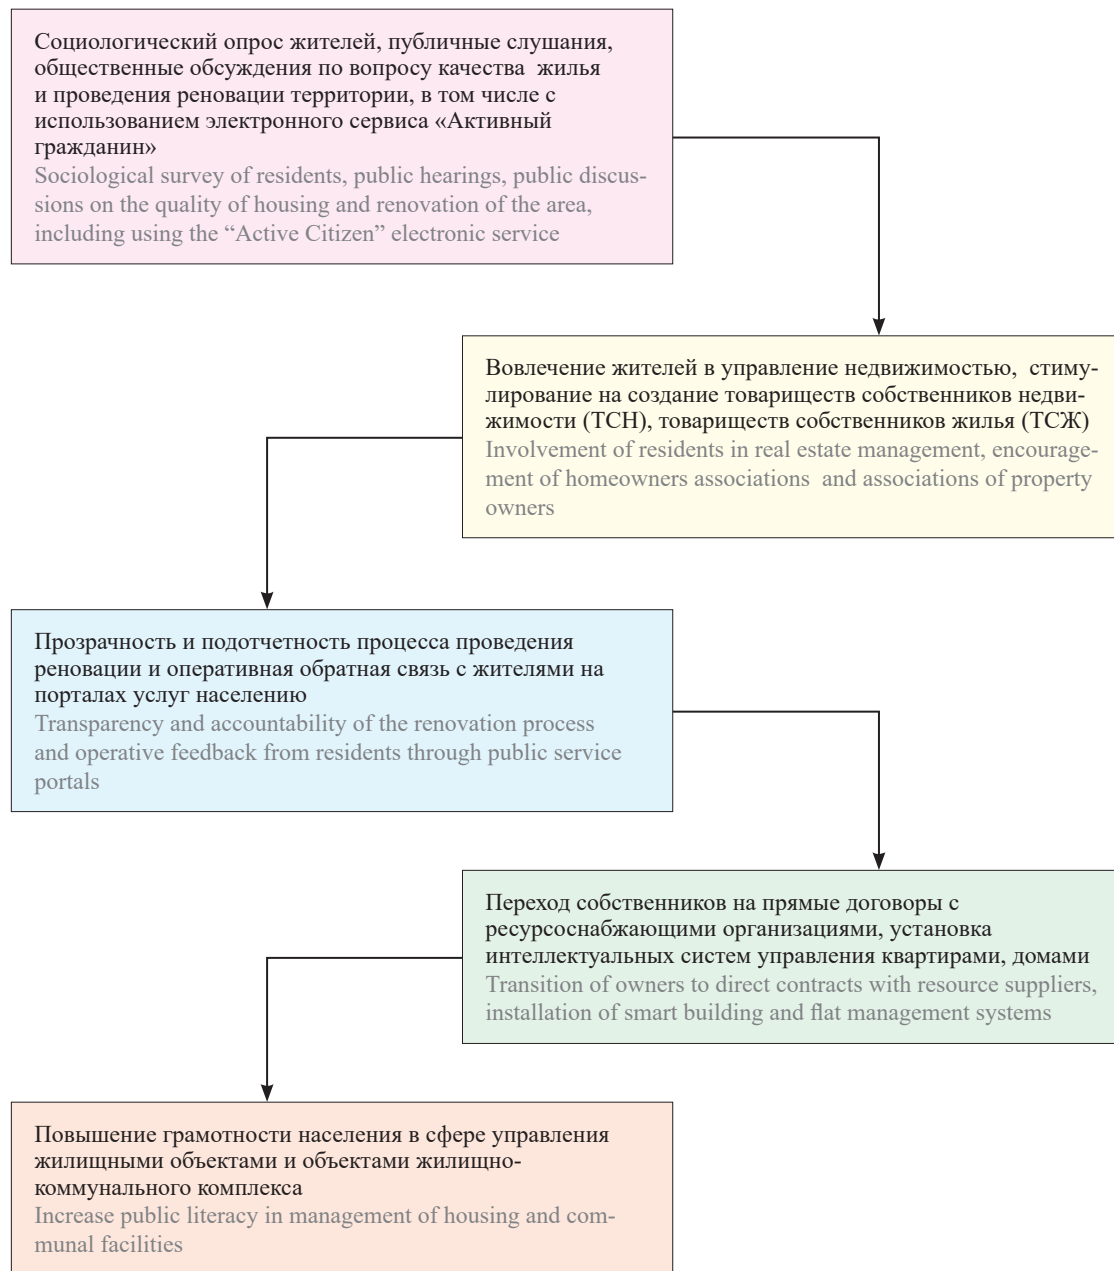 Социологический опрос жителей, публичные слушания,
общественные обсуждения по вопросу качества жилья
и проведения реновации территории, в том числе с
использованием электронного сервиса «Активный
гражданин»
Sociological survey of residents, public hearings, public discus-
sions on the quality of housing and renovation of the area,
including using the “Active Citizen” electronic service
Вовлечение жителей в управление недвижимостью, стиму-
лирование на создание товариществ собственников недви-
жимости (ТСН), товариществ собственников жилья (ТСЖ)
Involvement of residents in real estate management, encourage-
ment of homeowners associations and associations of property
owners
Прозрачность и подотчетность процесса проведения
реновации и оперативная обратная связь с жителями на
порталах услуг населению
Transparency and accountability of the renovation process
and operative feedback from residents through public service
portals
Переход собственников на прямые договоры с
ресурсоснабжающими организациями, установка
интеллектуальных систем управления квартирами, домами
Transition of owners to direct contracts with resource suppliers,
installation of smart building and flat management systems
Повышение грамотности населения в сфере управления
жилищными объектами и объектами жилищно-
коммунального комплекса
Increase public literacy in management of housing and com-
munal facilities